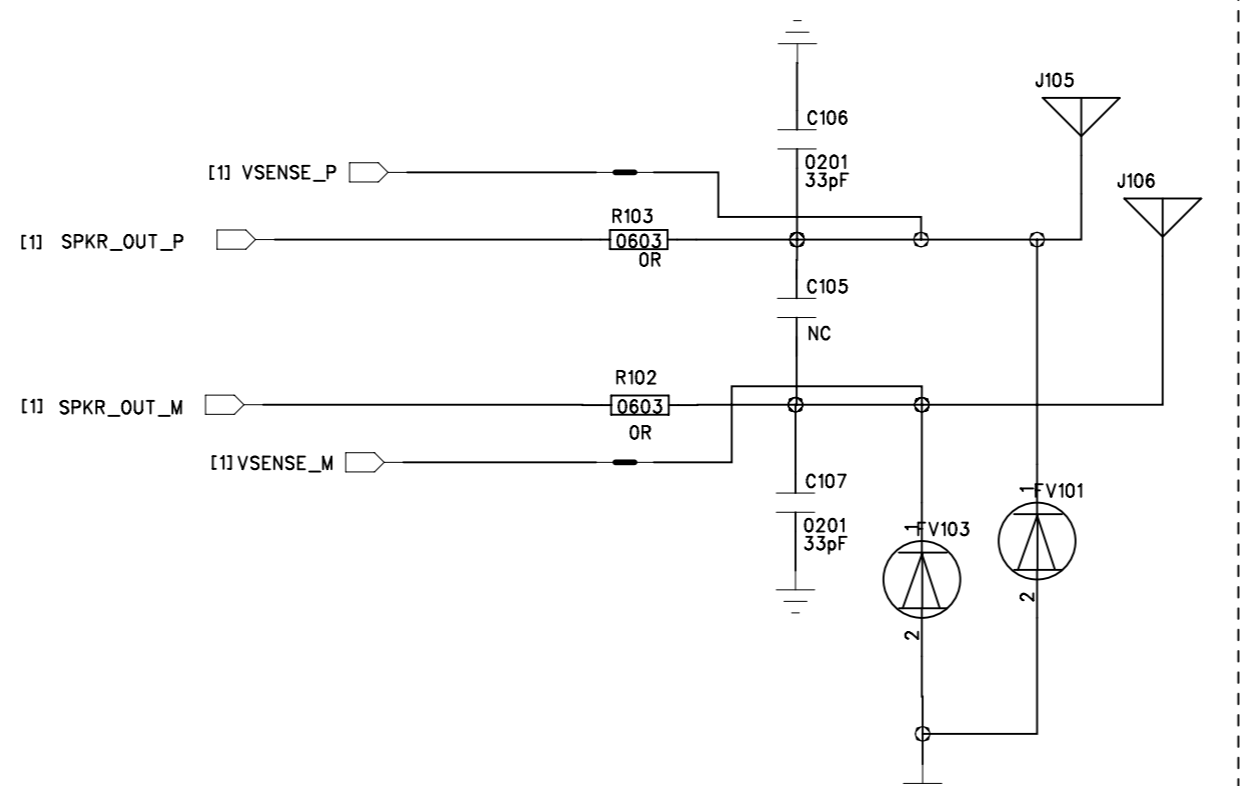 J105
C106
0201
33pF
[1] VSENSE_P
J106
R103
[1] SPKR_OUT_P
0603
0R
C105
NC
R102
[1] SPKR_OUT_M
0603
0R
[1] VSENSE_M
C107
1
FV101
0201
33pF
1
FV103
2
2